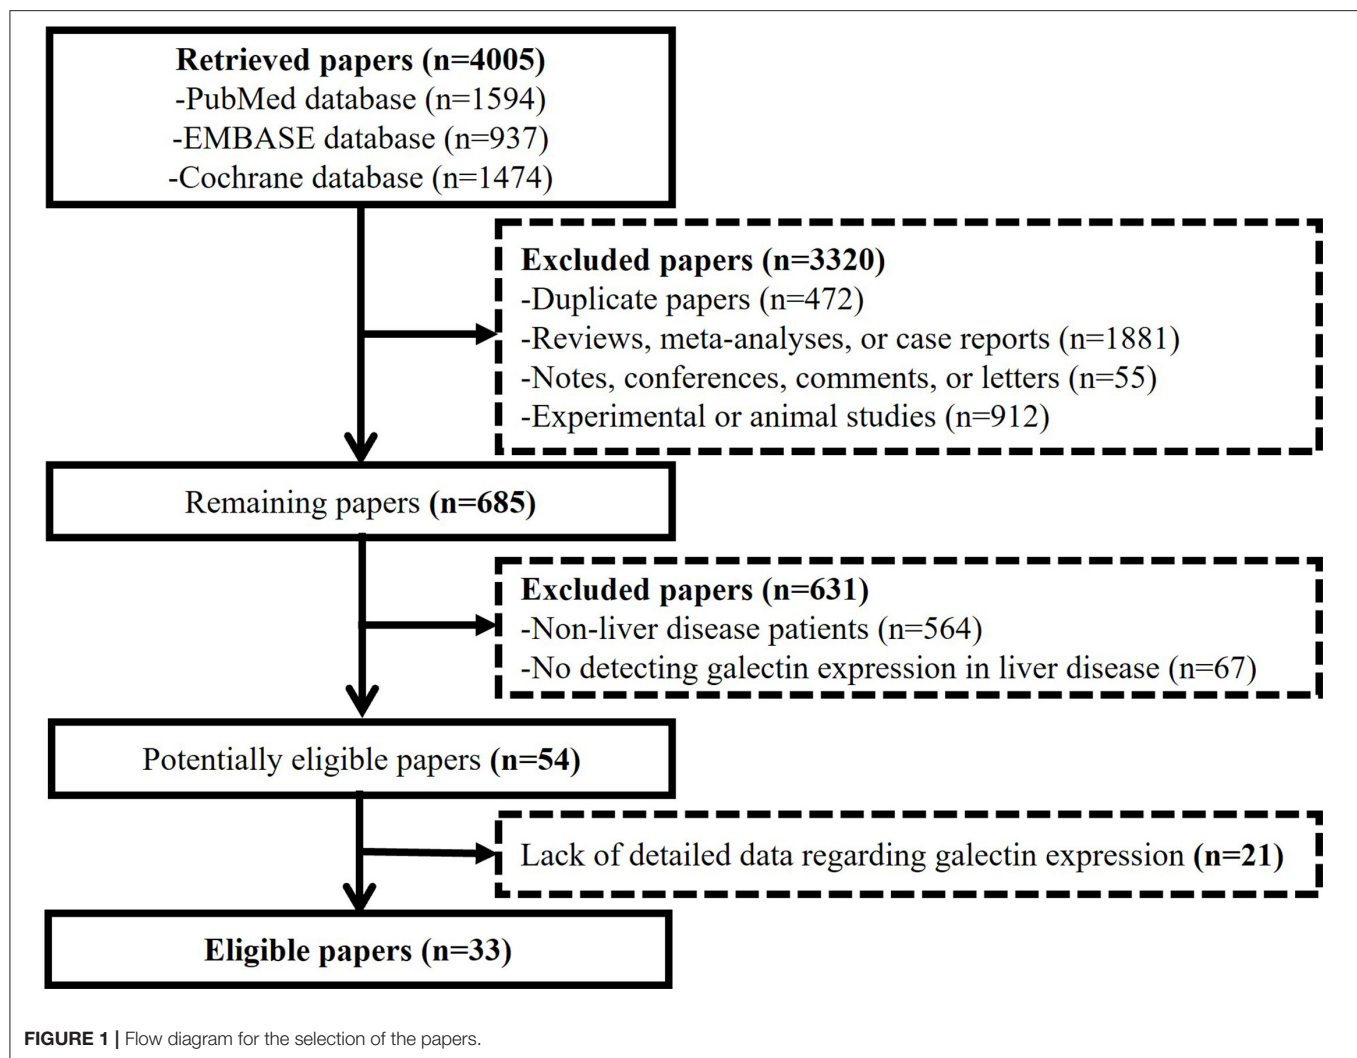 Retrieved papers (n=4005)
-PubMed database (n=1594)
-EMBASE database (n=937)
-Cochrane database (n=1474)
Excluded papers (n=3320)
-Duplicate papers (n=472)
-Reviews, meta-analyses, or case reports (n=1881)
-Notes, conferences, comments, or letters (n=55)
-Experimental or animal studies (n=912)
Remaining papers (n=685)
Excluded papers (n=631)
-Non-liver disease patients (n=564)
-No detecting galectin expression in liver disease (n=67)
Potentially eligible papers (n=54)
Lack of detailed data regarding galectin expression (n=21)
Eligible papers (n=33)
FIGURE 1 | Flow diagram for the selection of the papers.